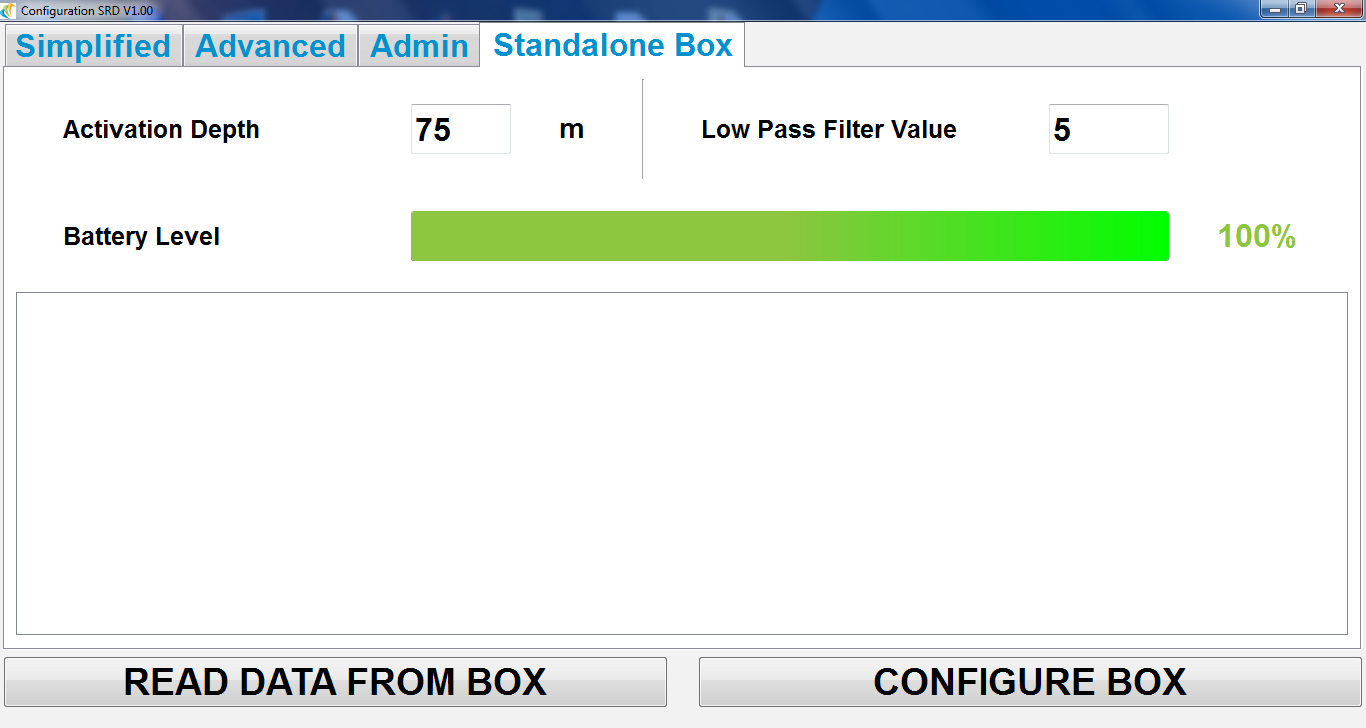 Configuration SRD V1.00
Simplified Advanced Admin Standalone Box
Activation Depth 75 m Low Pass Filter Value 5
Battery Level 100%
READ DATA FROM BOX CONFIGURE BOX